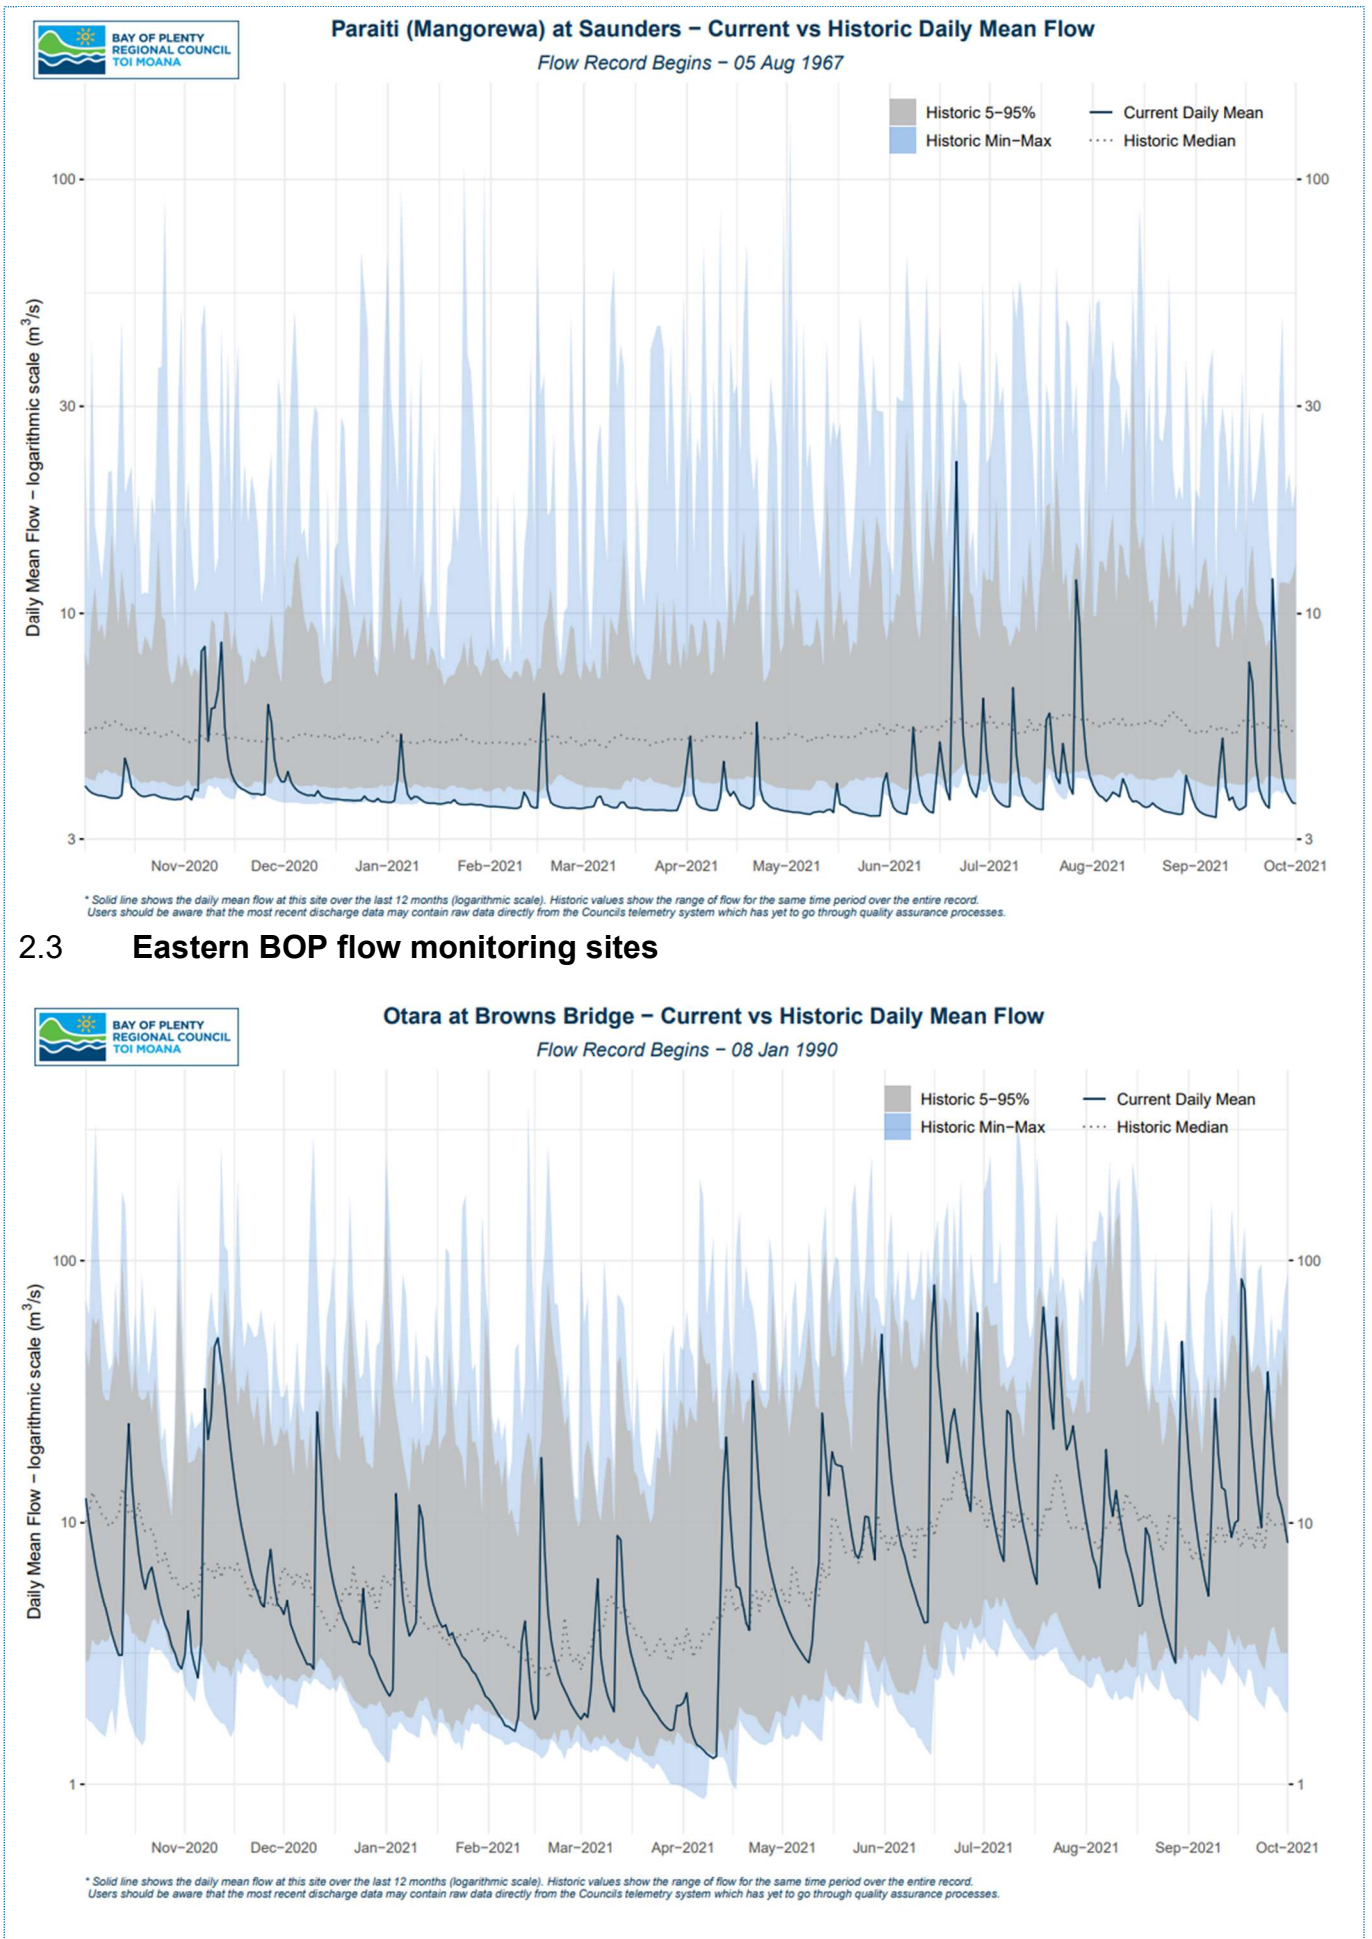 BAY OF PLENTY
REGIONAL COUNCIL
TOI MOANA
Paraiti (Mangorewa) at Saunders − Current vs Historic Daily Mean Flow
Flow Record Begins − 05 Aug 1967
Historic 5−95%
Current Daily Mean
Historic Min−Max
Historic Median
Daily Mean Flow − logarithmic scale (m³/s)
100
100
30
30
10
10
3
3
Nov−2020 Dec−2020 Jan−2021 Feb−2021 Mar−2021 Apr−2021 May−2021 Jun−2021 Jul−2021 Aug−2021 Sep−2021 Oct−2021
* Solid line shows the daily mean flow at this site over the last 12 months (logarithmic scale). Historic values show the range of flow for the same time period over the entire record.
Users should be aware that the most recent discharge data may contain raw data directly from the Councils telemetry system which has yet to go through quality assurance processes.
2.3 Eastern BOP flow monitoring sites
BAY OF PLENTY
REGIONAL COUNCIL
TOI MOANA
Otara at Browns Bridge − Current vs Historic Daily Mean Flow
Flow Record Begins − 08 Jan 1990
Historic 5−95%
Current Daily Mean
Historic Min−Max
Historic Median
Daily Mean Flow − logarithmic scale (m³/s)
100
100
10
10
1
1
Nov−2020 Dec−2020 Jan−2021 Feb−2021 Mar−2021 Apr−2021 May−2021 Jun−2021 Jul−2021 Aug−2021 Sep−2021 Oct−2021
* Solid line shows the daily mean flow at this site over the last 12 months (logarithmic scale). Historic values show the range of flow for the same time period over the entire record.
Users should be aware that the most recent discharge data may contain raw data directly from the Councils telemetry system which has yet to go through quality assurance processes.